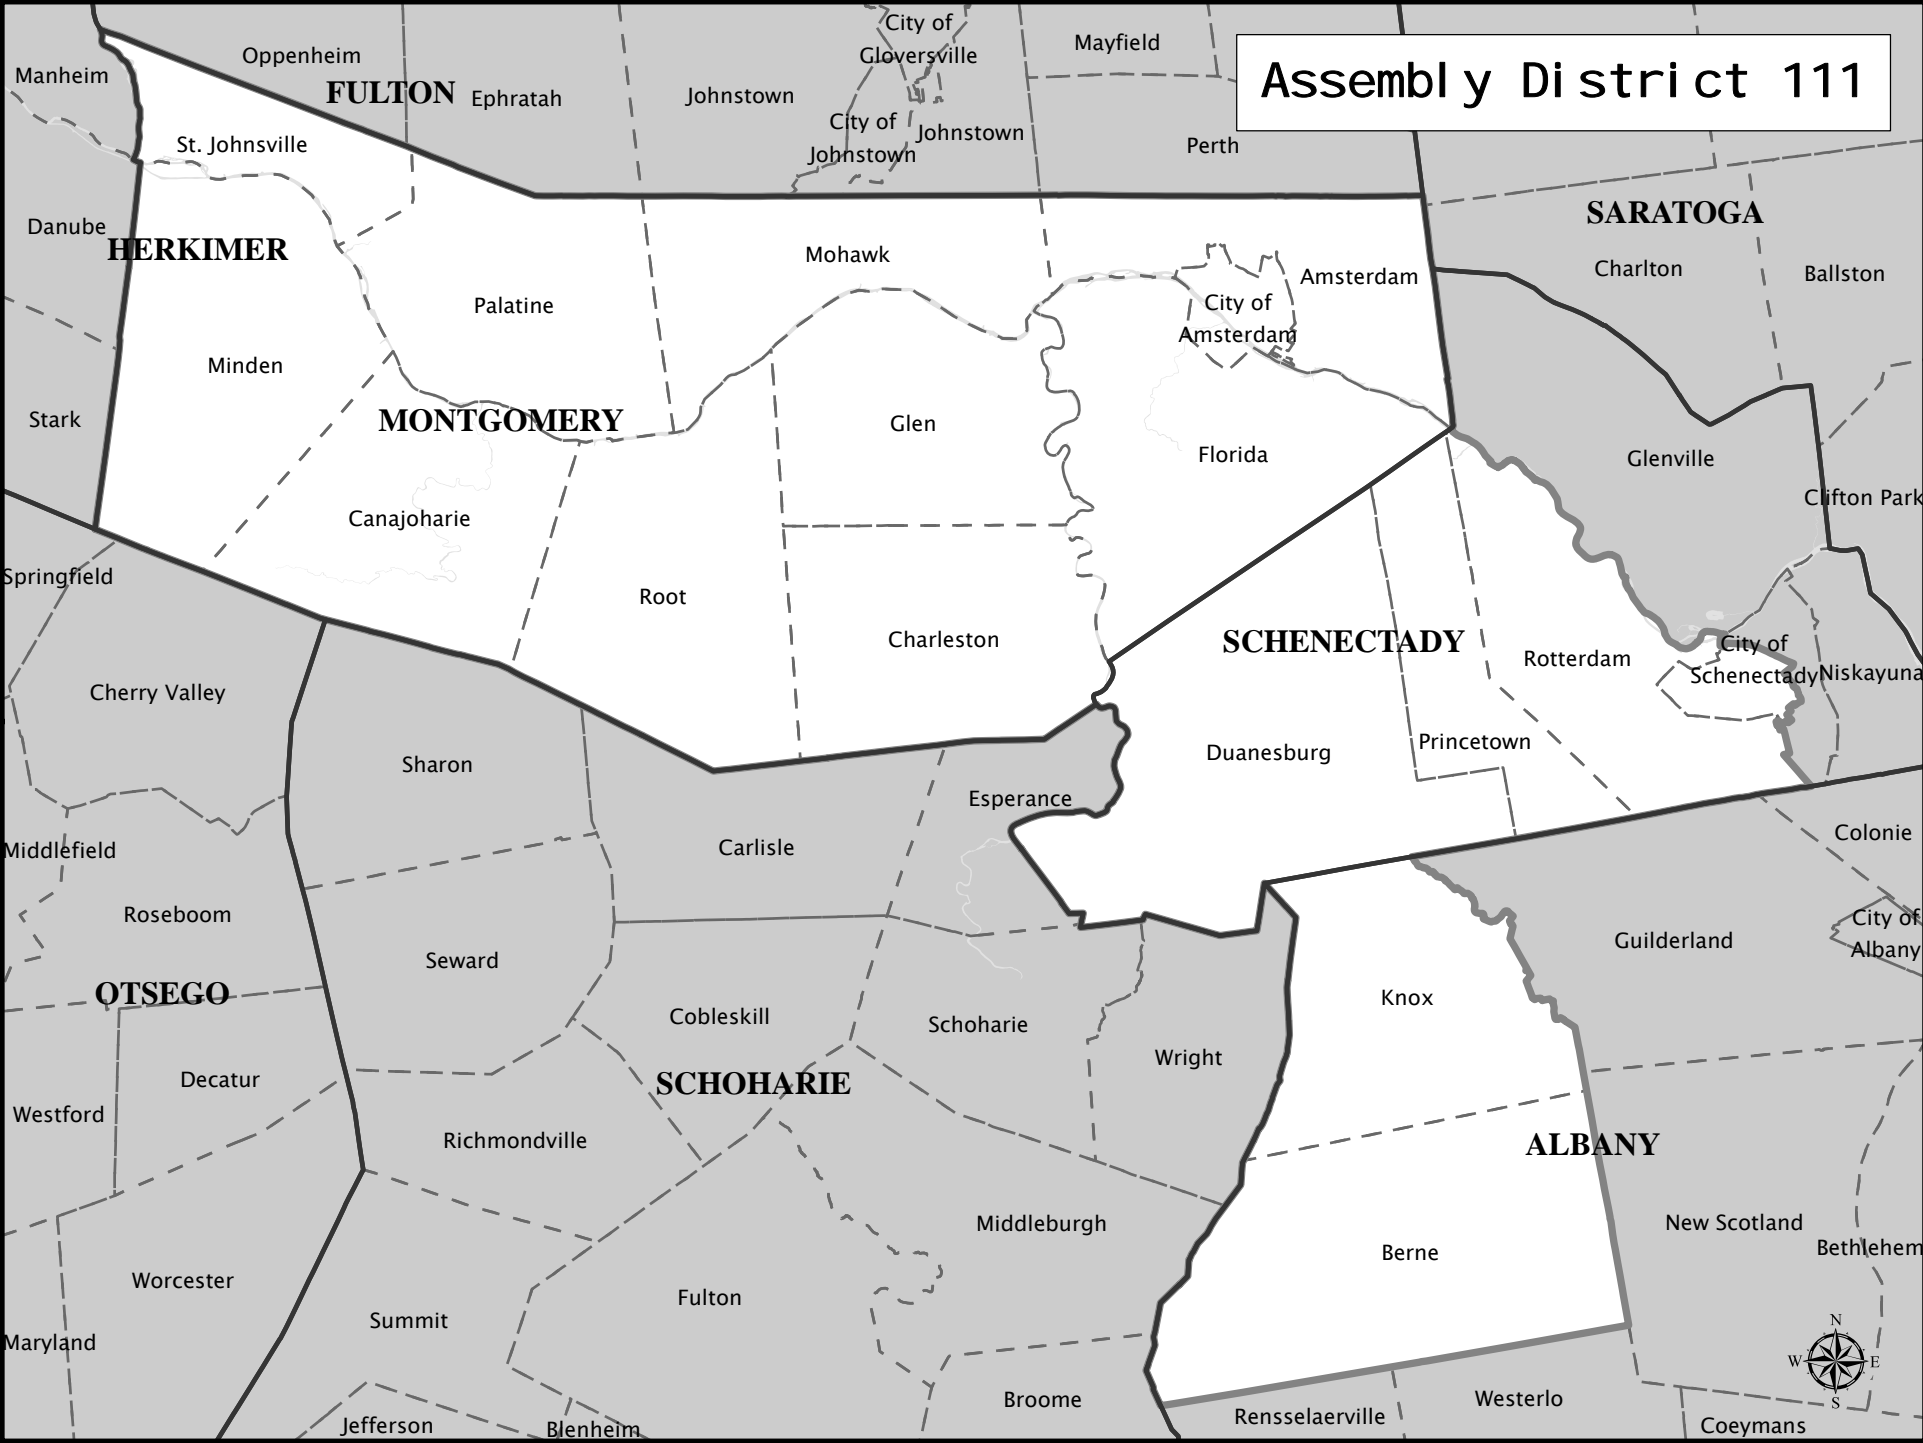 Assembly District 111
City of
Gloversville
Mayfield
Oppenheim
Manheim
FULTON
Ephratah
Johnstown
City of
Johnstown
Johnstown
Perth
St. Johnsville
SARATOGA
Danube
HERKIMER
Mohawk
Charlton
Ballston
Amsterdam
City of
Amsterdam
Palatine
Minden
Stark
MONTGOMERY
Glen
Florida
Glenville
Clifton Park
Canajoharie
Springfield
Root
Charleston
SCHENECTADY
Rotterdam
City of
Schenectady
Niskayuna
Cherry Valley
Duanesburg
Princetown
Sharon
Esperance
Carlisle
Colonie
Middlefield
Roseboom
City of
Albany
Guilderland
Seward
OTSEGO
Knox
Cobleskill
Schoharie
Wright
Decatur
SCHOHARIE
Westford
Richmondville
ALBANY
Middleburgh
New Scotland
Bethlehem
Berne
Worcester
Fulton
Summit
Maryland
N
W
E
S
Broome
Westerlo
Rensselaerville
Jefferson
Blenheim
Coeymans